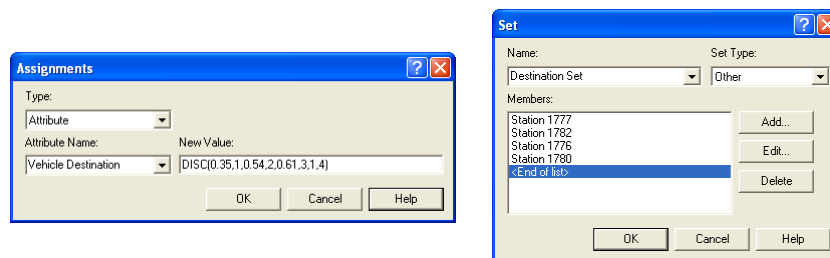 Assignments
Type:
Attribute
Attribute Name:
New Value:
Vehicle Destination
DISC(0.35,1,0.54,2,0.61,3,1,4)
OK
Cancel
Help
Set
Name:
Set Type:
Destination Set
Other
Members:
Station 1777
Station 1782
Station 1776
Station 1780
<End of list>
Add...
Edit...
Delete
OK
Cancel
Help